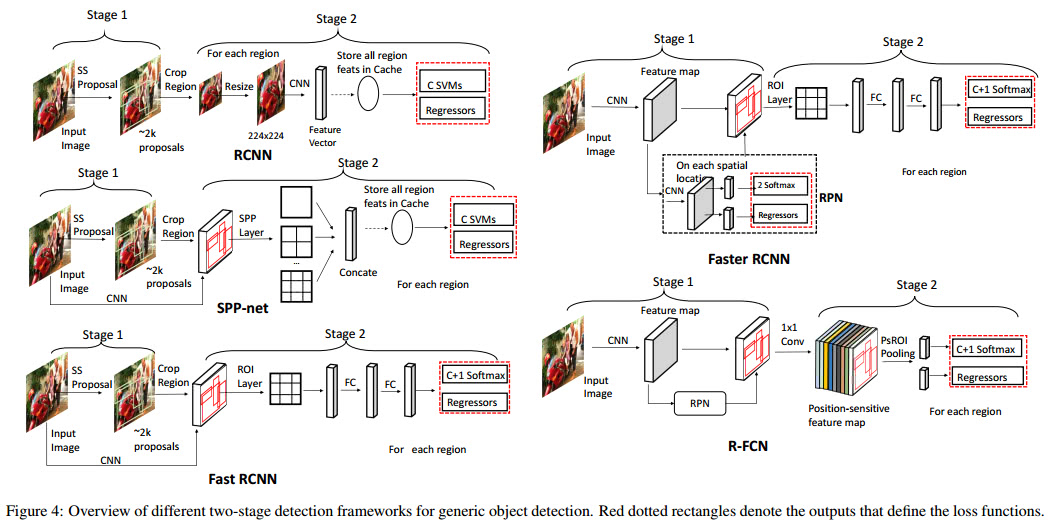 Stage 1
Stage 2
SS
Proposal
Crop
Region
For each region
Resize
CNN
Store all region
feats in Cache
C SVMs
Regressors
Input
Image
~2k
proposals
224x224
Feature
Vector
RCNN
Stage 1
Stage 2
SS
Proposal
Crop
Region
SPP
Layer
...
Store all region
feats in Cache
C SVMs
Regressors
Input
Image
~2k
proposals
CNN
Concate
For each region
SPP-net
Stage 1
Stage 2
SS
Proposal
Crop
Region
ROI
Layer
FC
FC
C+1 Softmax
Regressors
Input
Image
~2k
proposals
CNN
For each region
Fast RCNN
Stage 1
Stage 2
Feature map
CNN
Input
Image
ROI
Layer
FC
FC
C+1 Softmax
Regressors
On each spatial
location
CNN
2 Softmax
Regressors
RPN
For each region
Faster RCNN
Stage 1
Stage 2
Feature map
CNN
Input
Image
RPN
1x1
Conv
PsROI
Pooling
C+1 Softmax
Regressors
Position-sensitive
feature map
For each region
R-FCN
Figure 4: Overview of different two-stage detection frameworks for generic object detection. Red dotted rectangles denote the outputs that define the loss functions.